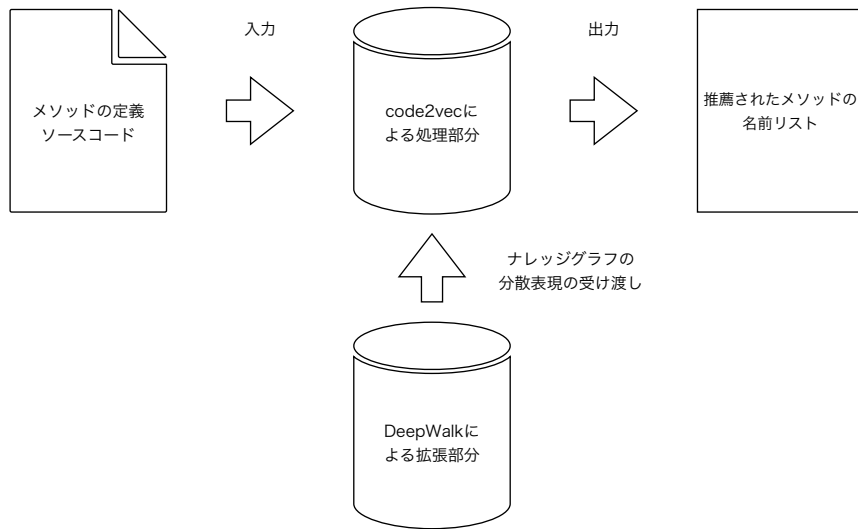 入力
出力
メソッドの定義
ソースコード
code2vecに
よる処理部分
推薦されたメソッドの
名前リスト
ナレッジグラフの
分散表現の受け渡し
DeepWalkに
よる拡張部分